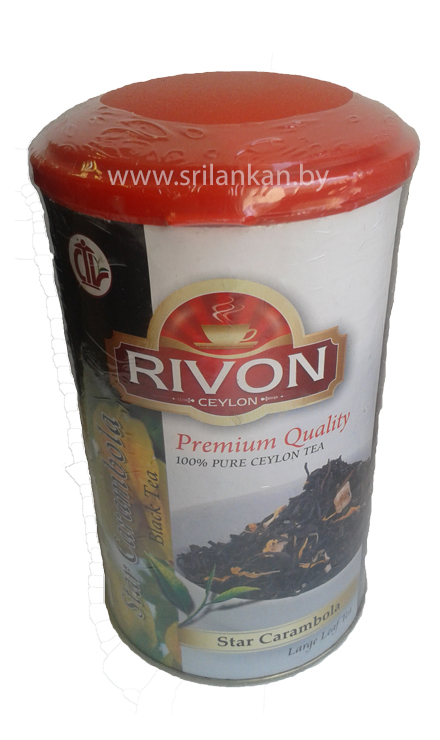 www.srilankan.by
RIVON
CEYLON
Premium Quality
100% PURE CEYLON TEA
Star Carambola
Black Tea
Star Carambola
Large Leaf Tea